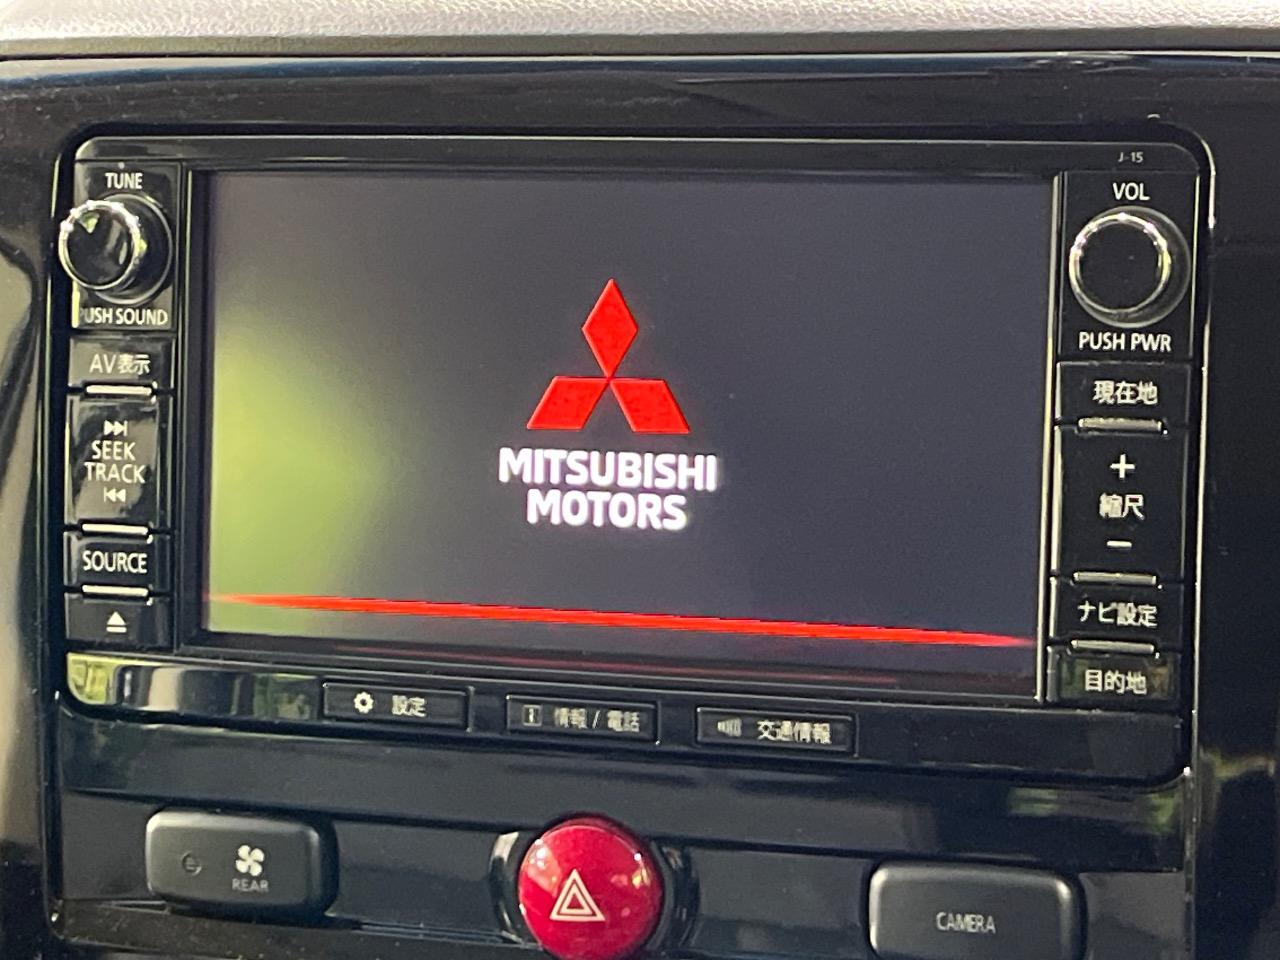 J-15
TUNE
PUSH SOUND
AV表示
SEEK
TRACK
SOURCE
MITSUBISHI
MOTORS
VOL
PUSH PWR
現在地
+
縮尺
−
ナビ設定
目的地
設定
情報 / 電話
交通情報
REAR
CAMERA